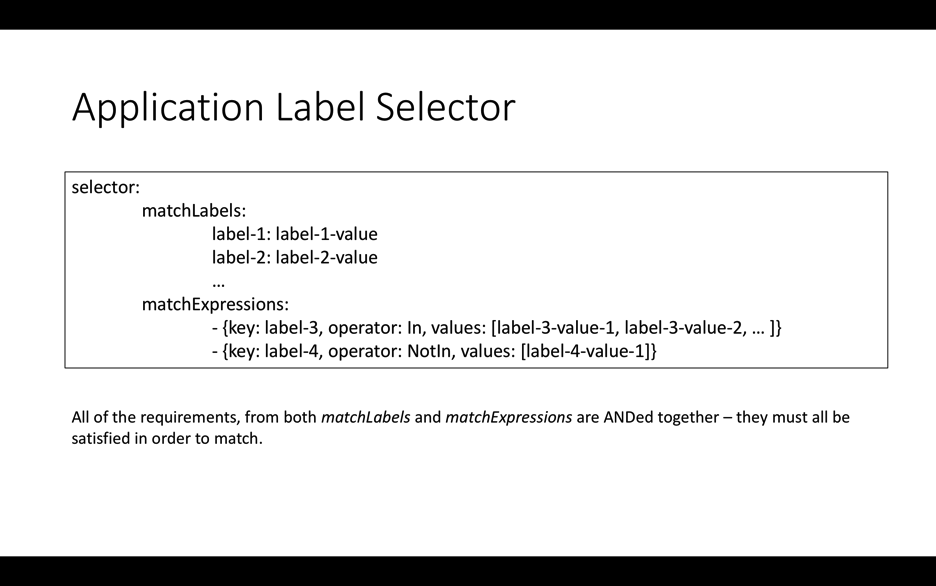 Application Label Selector
selector:
matchLabels:
label-1: label-1-value
label-2: label-2-value
...
matchExpressions:
- {key: label-3, operator: In, values: [label-3-value-1, label-3-value-2, ... ]}
- {key: label-4, operator: NotIn, values: [label-4-value-1]}
All of the requirements, from both matchLabels and matchExpressions are ANDed together – they must all be
satisfied in order to match.